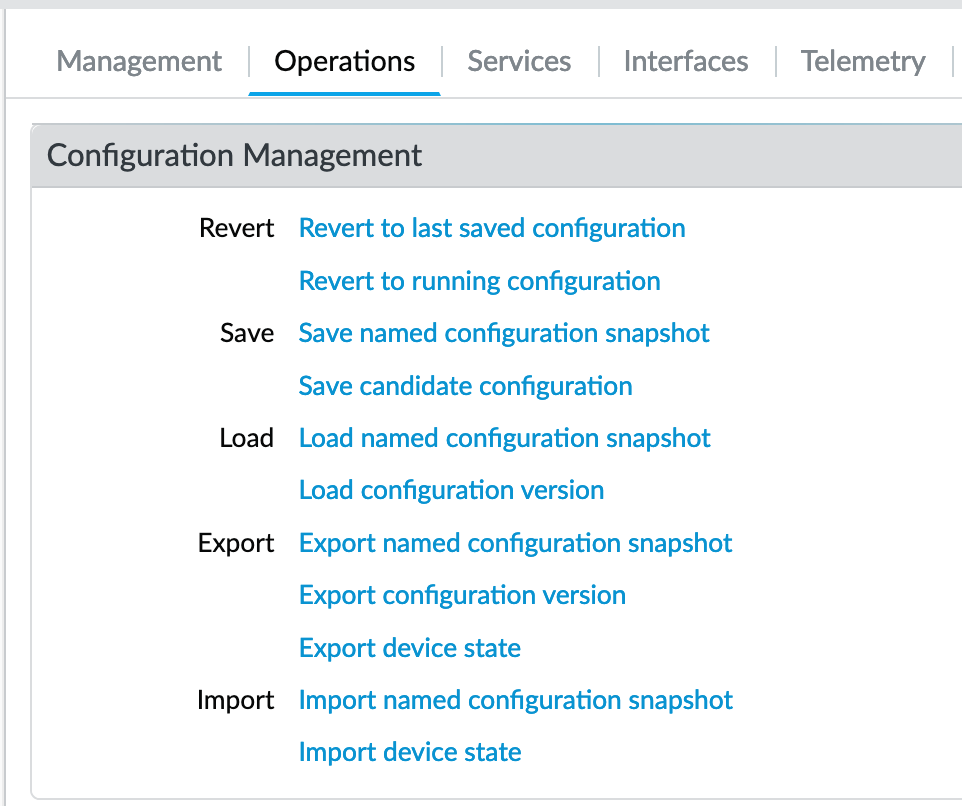 Management Operations Services Interfaces Telemetry
Configuration Management
Revert Revert to last saved configuration
Revert to running configuration
Save Save named configuration snapshot
Save candidate configuration
Load Load named configuration snapshot
Load configuration version
Export Export named configuration snapshot
Export configuration version
Export device state
Import Import named configuration snapshot
Import device state